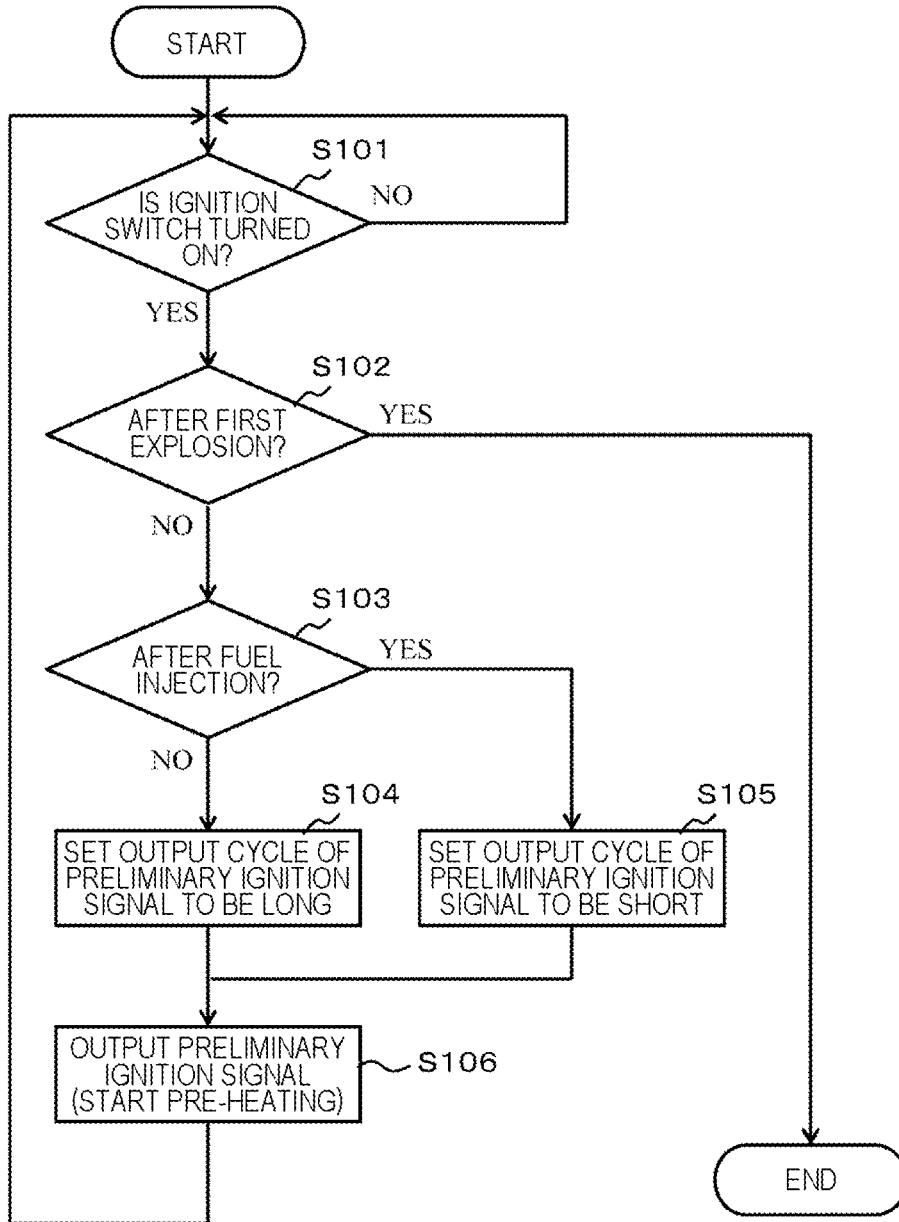 START
S101
IS IGNITION
SWITCH TURNED
ON?
NO
YES
S102
AFTER FIRST
EXPLOSION?
YES
NO
S103
AFTER FUEL
INJECTION?
YES
NO
S104
SET OUTPUT CYCLE OF
PRELIMINARY IGNITION
SIGNAL TO BE LONG
S105
SET OUTPUT CYCLE OF
PRELIMINARY IGNITION
SIGNAL TO BE SHORT
OUTPUT PRELIMINARY
IGNITION SIGNAL
(START PRE-HEATING)
S106
END